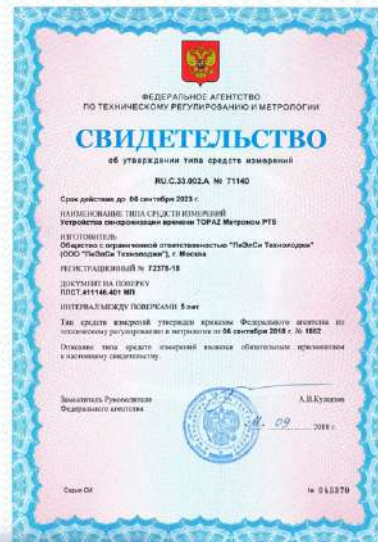 ФЕДЕРАЛЬНОЕ АГЕНТСТВО
ПО ТЕХНИЧЕСКОМУ РЕГУЛИРОВАНИЮ И МЕТРОЛОГИИ
СВИДЕТЕЛЬСТВО
об утверждении типа средств измерений
RU.C.33.002.A № 71140
Срок действия до 06 сентября 2023 г.
НАИМЕНОВАНИЕ ТИПА СРЕДСТВ ИЗМЕРЕНИЙ
Устройства синхронизации времени TOPAZ Метроном PTS
ИЗГОТОВИТЕЛЬ
Общество с ограниченной ответственностью "ПиЭлСи Технолоджи"
(ООО "ПиЭлСи Технолоджи"), г. Москва
РЕГИСТРАЦИОННЫЙ № 72378-18
ДОКУМЕНТ НА ПОВЕРКУ
ПЛСТ.411146.401 МП
ИНТЕРВАЛ МЕЖДУ ПОВЕРКАМИ 5 лет
Тип средств измерений утвержден приказом Федерального агентства по
техническому регулированию и метрологии от 06 сентября 2018 г. № 1862
Описание типа средств измерений является обязательным приложением
к настоящему свидетельству.
Заместитель Руководителя
Федерального агентства
А.В.Кулешов
09 2018 г.
Серия СИ
№